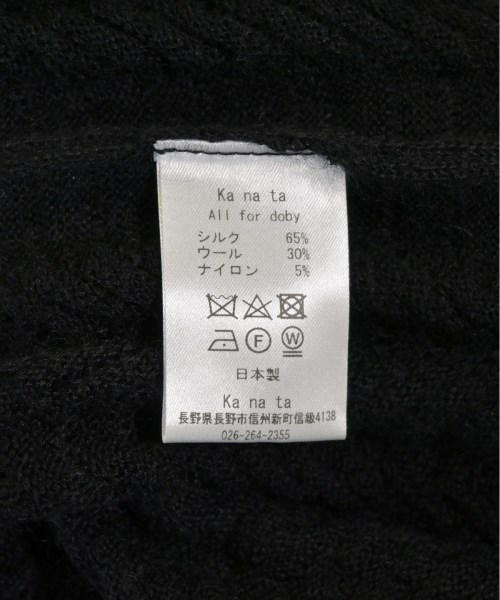 Ka na ta
All for doby
シルク 65%
ウール 30%
ナイロン 5%
F W
日本製
Ka na ta
長野県長野市信州新町信級4138
026-264-2355